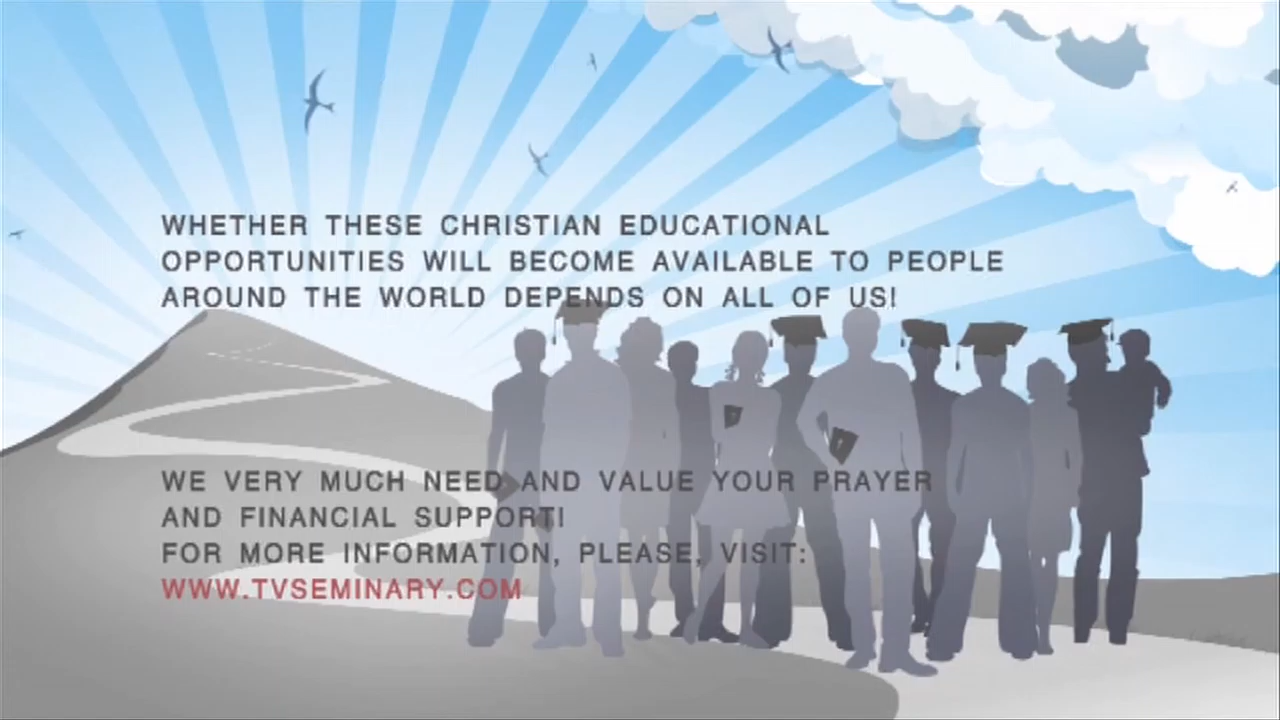 WHETHER THESE CHRISTIAN EDUCATIONAL
OPPORTUNITIES WILL BECOME AVAILABLE TO PEOPLE
AROUND THE WORLD DEPENDS ON ALL OF US!
WE VERY MUCH NEED AND VALUE YOUR PRAYER
AND FINANCIAL SUPPORT!
FOR MORE INFORMATION, PLEASE, VISIT:
WWW.TVSEMINARY.COM